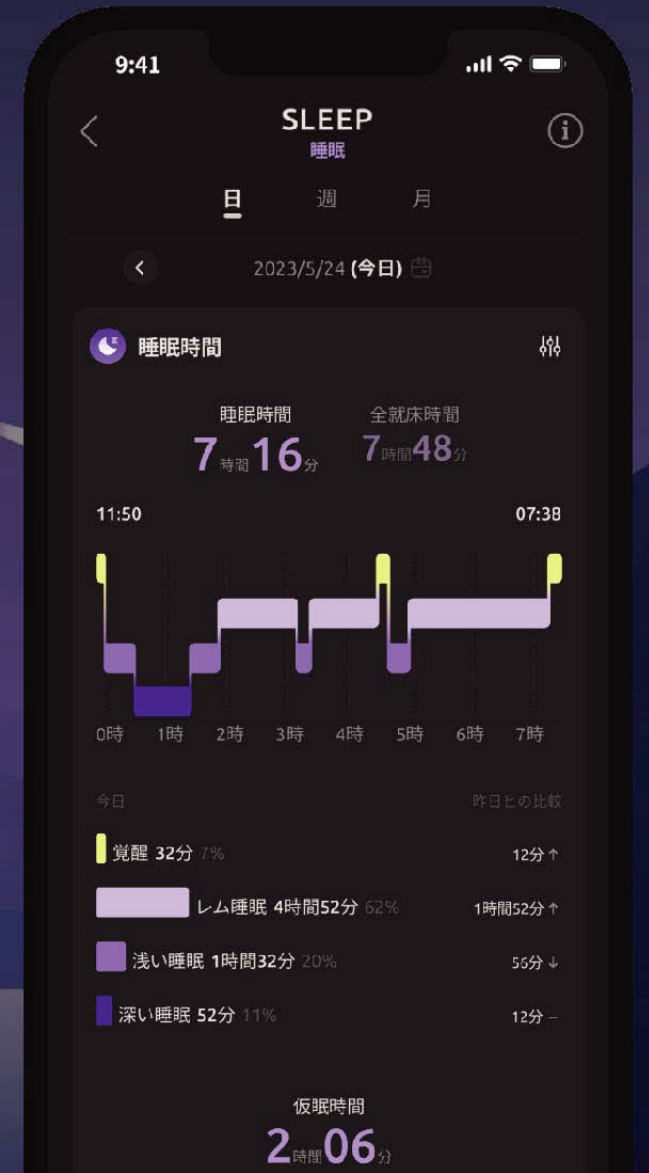 9:41
SLEEP
睡眠
日 週 月
2023/5/24 (今日)
睡眠時間
睡眠時間 全就床時間
7時間16分 7時間48分
11:50 07:38
0時 1時 2時 3時 4時 5時 6時 7時
今日 昨日との比較
覚醒 32分 7% 12分↑
レム睡眠 4時間52分 62% 1時間52分↑
浅い睡眠 1時間32分 20% 56分↓
深い睡眠 52分 11% 12分 –
仮眠時間
2時間06分